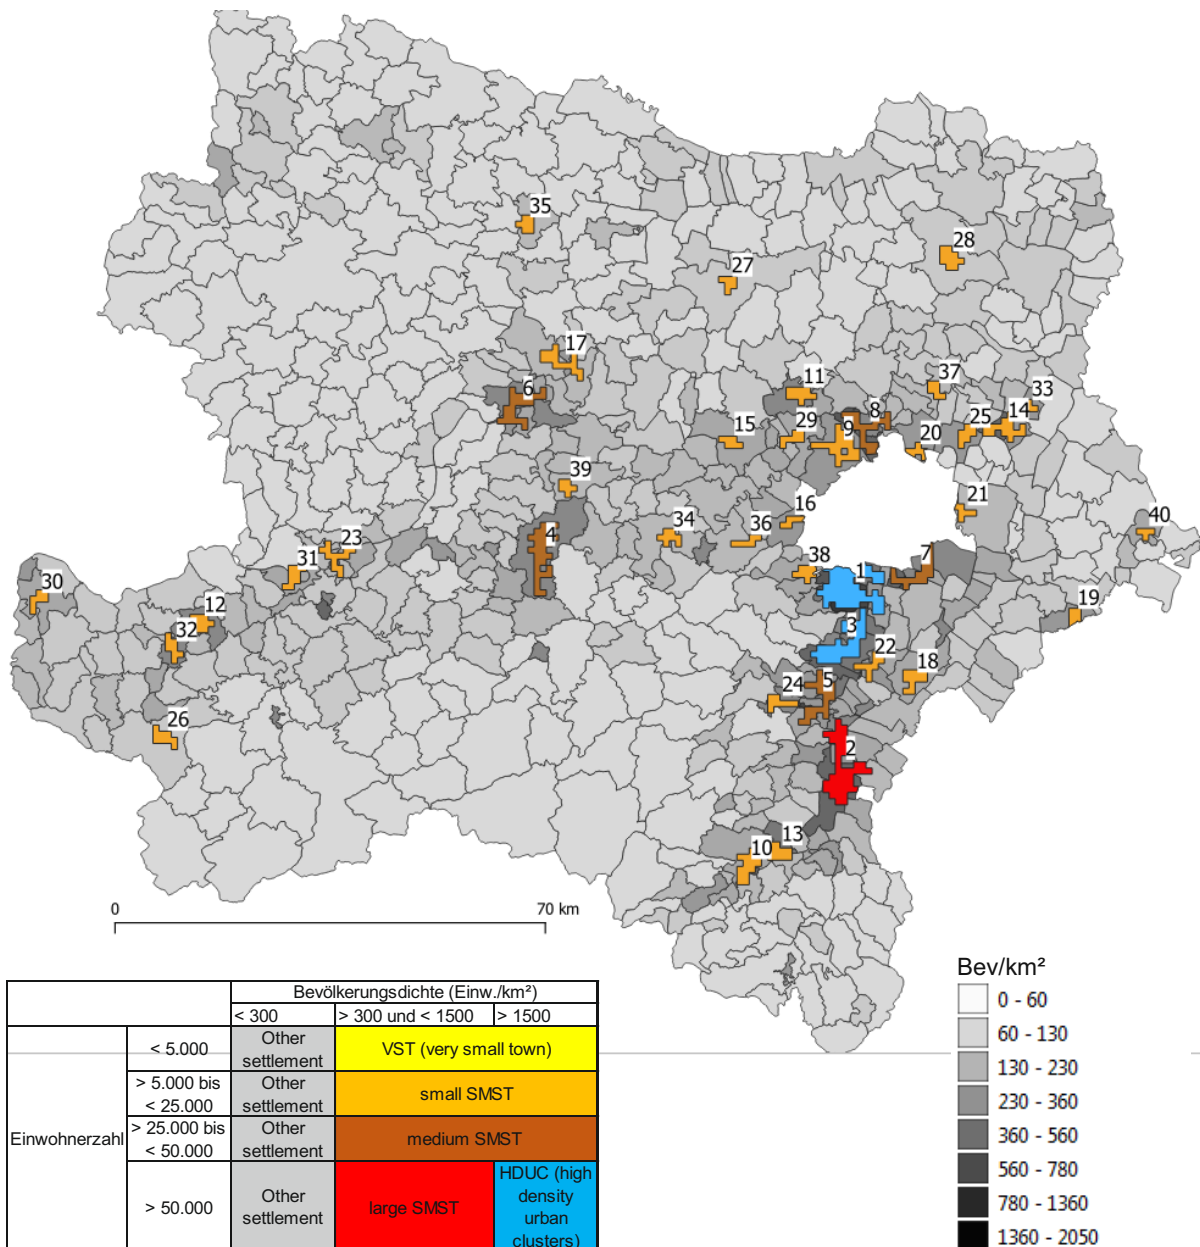 35
28
27
17
6
11
37
33
8
15
29
9
25
14
20
39
21
16
34
36
40
4
23
31
38
1
7
30
12
19
3
32
22
18
24
5
26
2
13
10
0
70 km
Bevölkerungsdichte (Einw./km²)
< 300
> 300 und < 1500
> 1500
Einwohnerzahl
< 5.000
Other
settlement
VST (very small town)
> 5.000 bis
< 25.000
Other
settlement
small SMST
> 25.000 bis
< 50.000
Other
settlement
medium SMST
> 50.000
Other
settlement
large SMST
HDUC (high
density
urban
clusters)
Bev/km²
0 - 60
60 - 130
130 - 230
230 - 360
360 - 560
560 - 780
780 - 1360
1360 - 2050